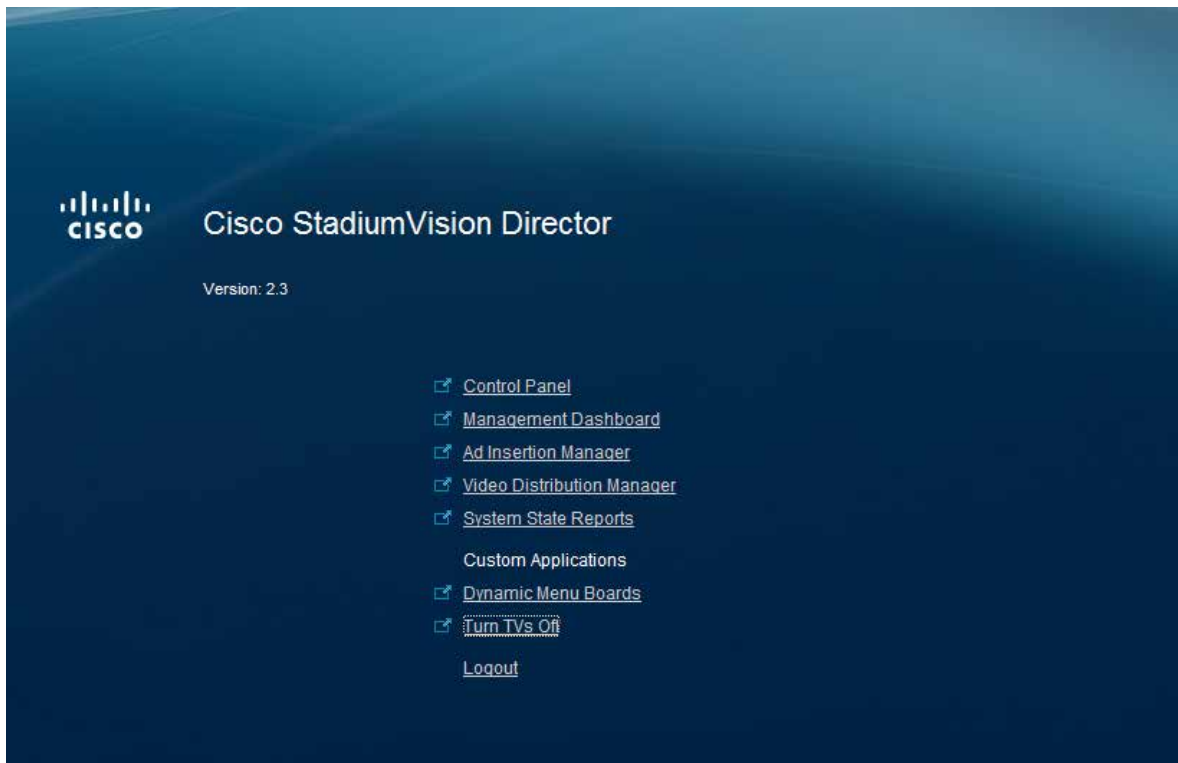 CISCO
Cisco StadiumVision Director
Version: 2.3
Control Panel
Management Dashboard
Ad Insertion Manager
Video Distribution Manager
System State Reports
Custom Applications
Dynamic Menu Boards
Turn TVs Off
Logout